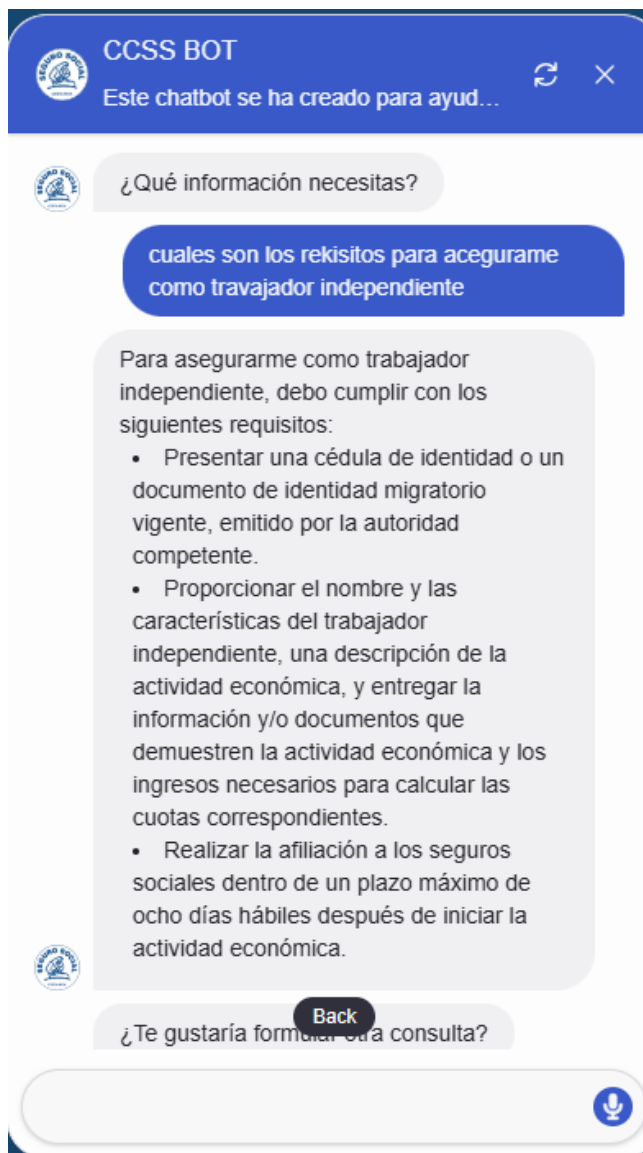 CCSS BOT
Este chatbot se ha creado para ayud...
¿Qué información necesitas?
cuales son los rekisitos para acegurame
como travajador independiente
Para asegurarme como trabajador
independiente, debo cumplir con los
siguientes requisitos:
• Presentar una cédula de identidad o un
documento de identidad migratorio
vigente, emitido por la autoridad
competente.
• Proporcionar el nombre y las
características del trabajador
independiente, una descripción de la
actividad económica, y entregar la
información y/o documentos que
demuestren la actividad económica y los
ingresos necesarios para calcular las
cuotas correspondientes.
• Realizar la afiliación a los seguros
sociales dentro de un plazo máximo de
ocho días hábiles después de iniciar la
actividad económica.
SEGURO SOCIAL
Back
¿Te gustaría formular otra consulta?